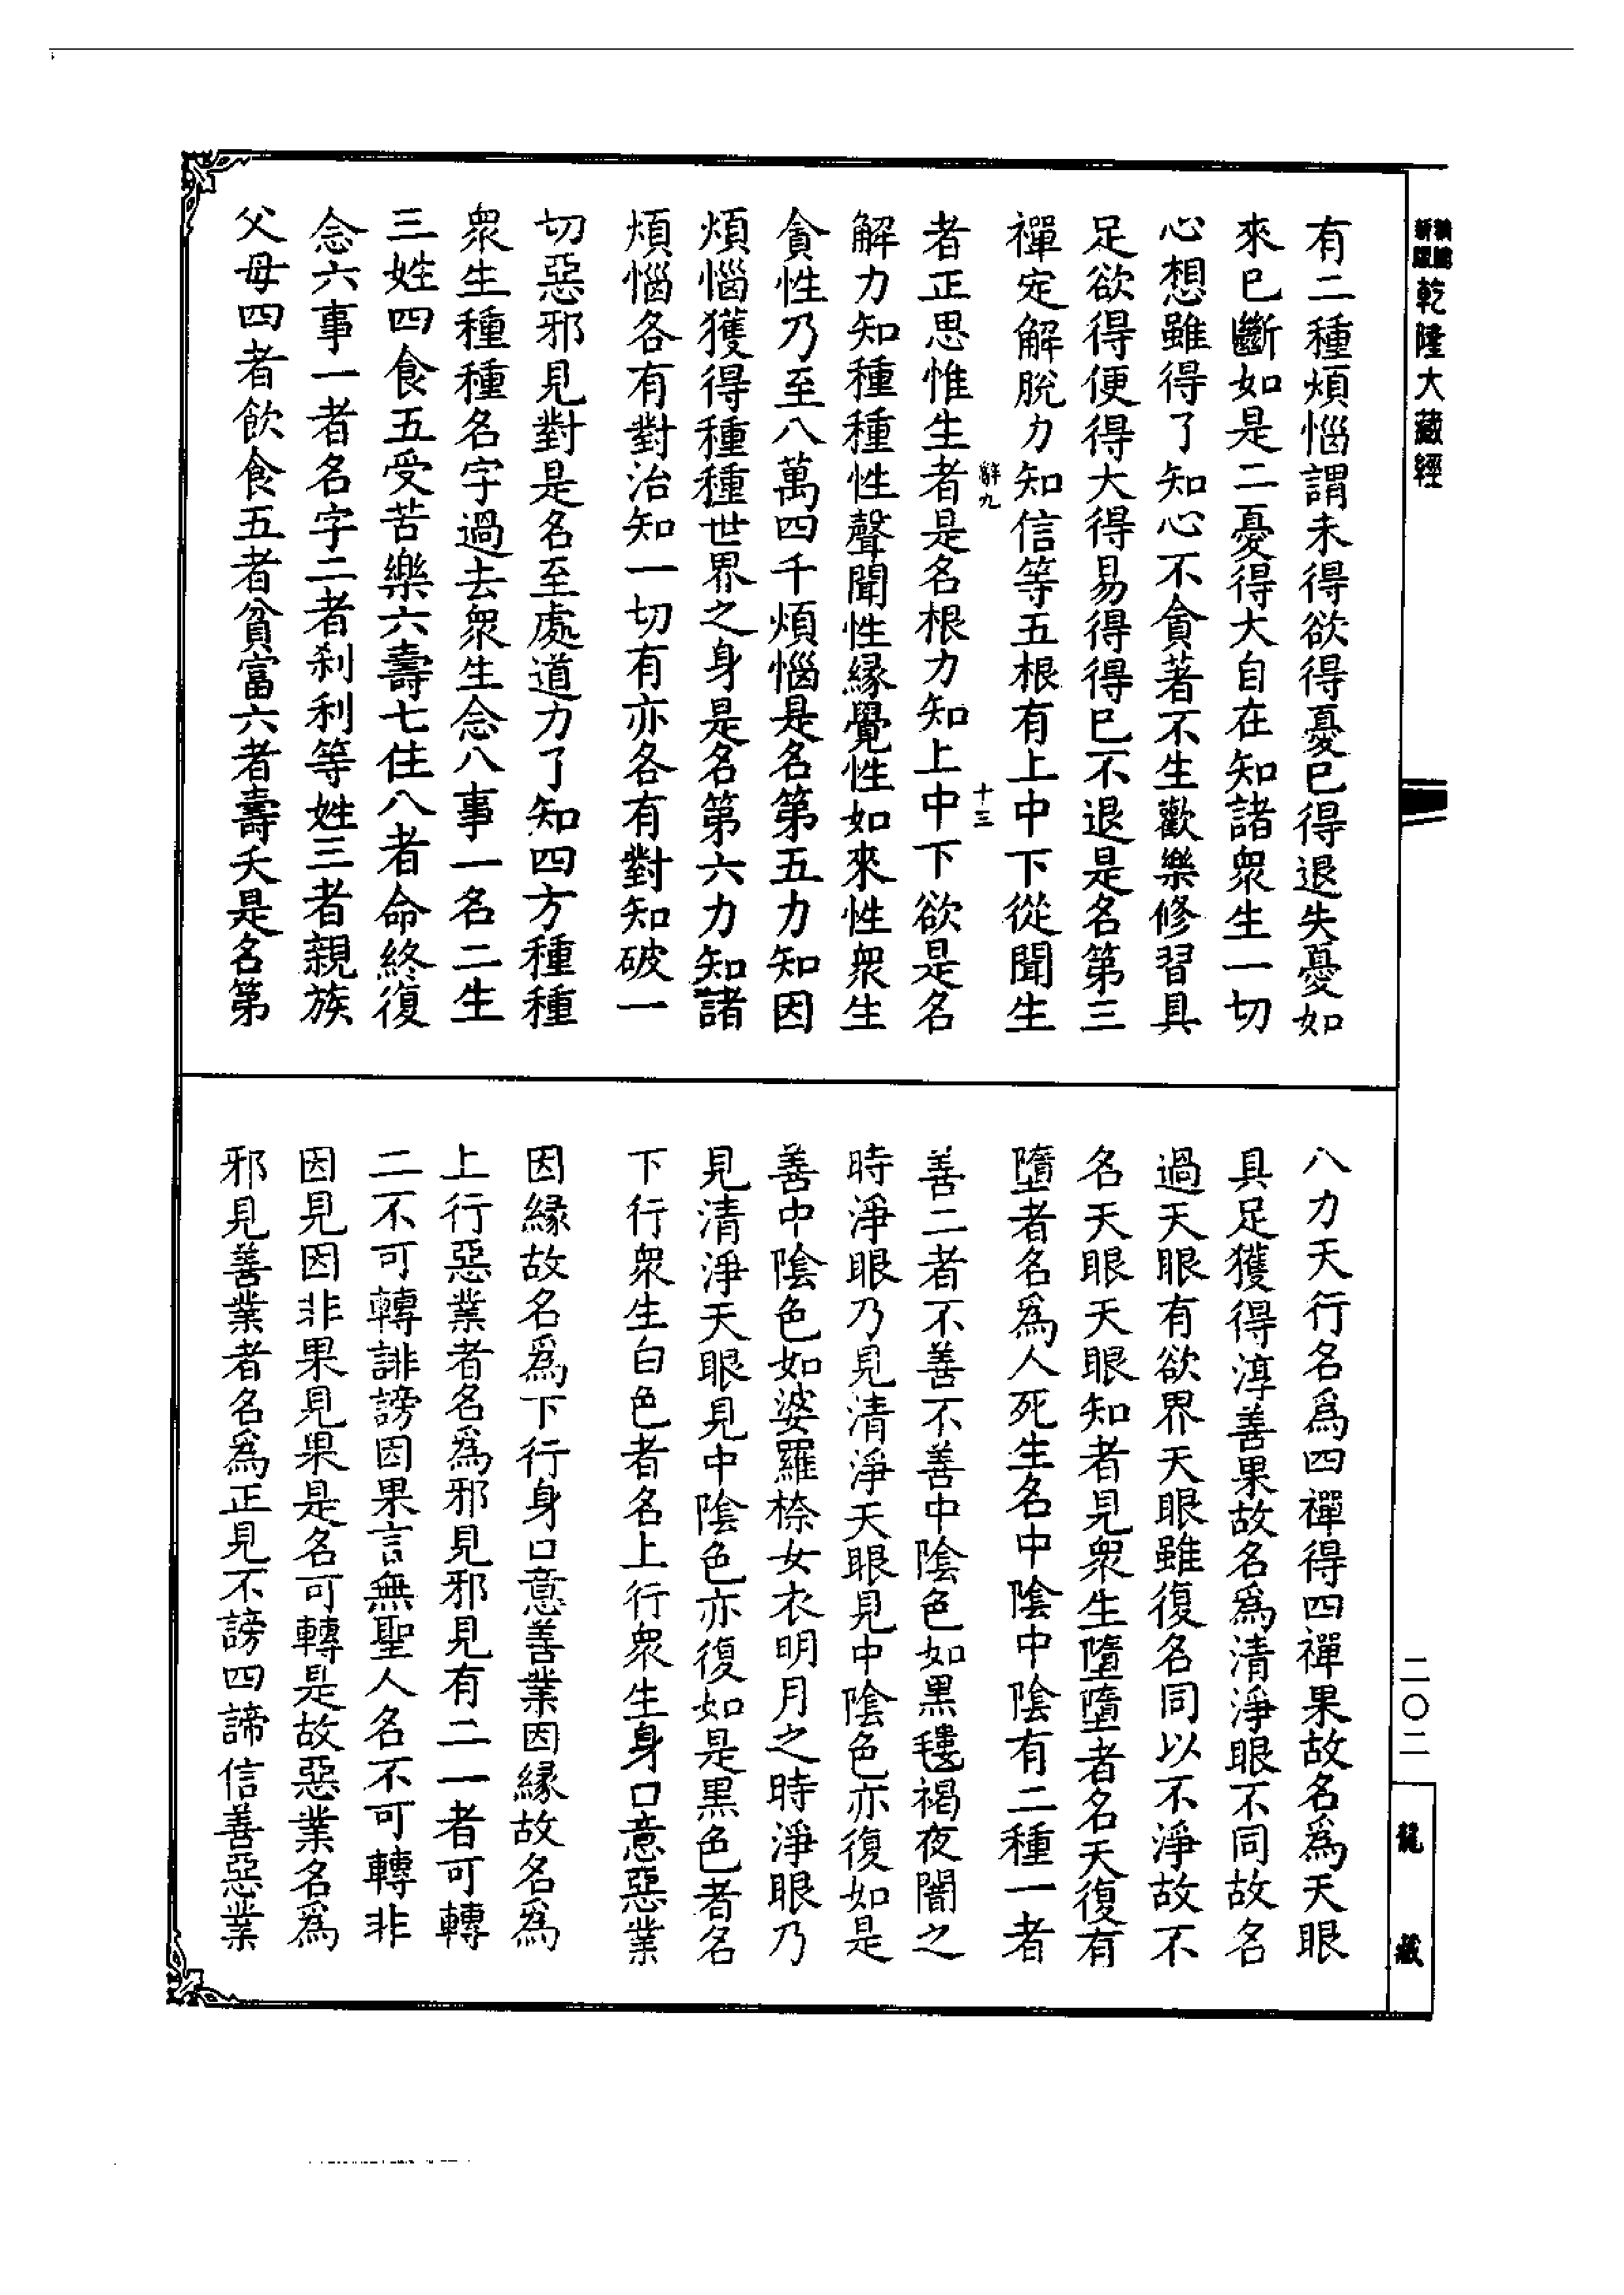 乾隆大藏經
有二種煩惱謂未得欲得憂已得退失憂如
來已斷如是二憂得大自在知諸衆生一切
心想雖得了知心不貪著不生歡樂修習具
足欲得便得大得易得得已不退是名第三
禪定解脫力知信等五根有上中下從聞生
十三
者正思惟生者是名根力知上中下欲是名
解力知種種性聲聞性緣覺性如來性衆生
貪性乃至八萬四千煩惱是名第五力知因
煩惱獲得種種世界之身是名第六力知諸
煩惱各有對治知一切有亦各有對知破一
切惡邪見對是名至處道力了知四方種種
衆生種種名字過去衆生念八事一名二生
三姓四食五受苦樂六壽七住八者命終復
念六事一者名字二者刹利等姓三者親族
父母四者飲食五者貧富六者壽夭是名第
八力天行名爲四禪得四禪果故名爲天眼
具足獲得淳善果故名爲清淨眼不同故名
過天眼有欲界天眼雖復名同以不淨故不
名天眼天眼知者見衆生墮墮者名天復有
墮者名爲人死生名中陰中陰有二種一者
善二者不善不善中陰色如黑氀褐夜闇之
時淨眼乃見清淨天眼見中陰色亦復如是
善中陰色如婆羅㮈女衣明月之時淨眼乃
見清淨天眼見中陰色亦復如是黑色者名
下行衆生白色者名上行衆生身口意惡業
因緣故名爲下行身口意善業因緣故名爲
上行惡業者名爲邪見邪見有二一者可轉
二不可轉誹謗因果言無聖人名不可轉非
因見因非果見果是名可轉是故惡業名爲
邪見善業者名爲正見不謗四諦信善惡業
二〇二
龍藏